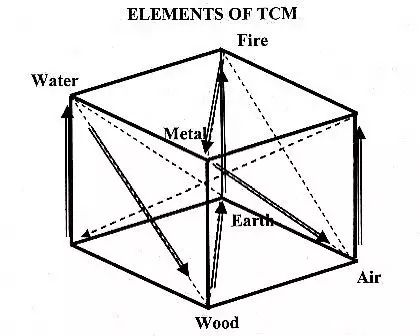 ELEMENTS OF TCM
Fire
Water
Metal
Earth
Air
Wood